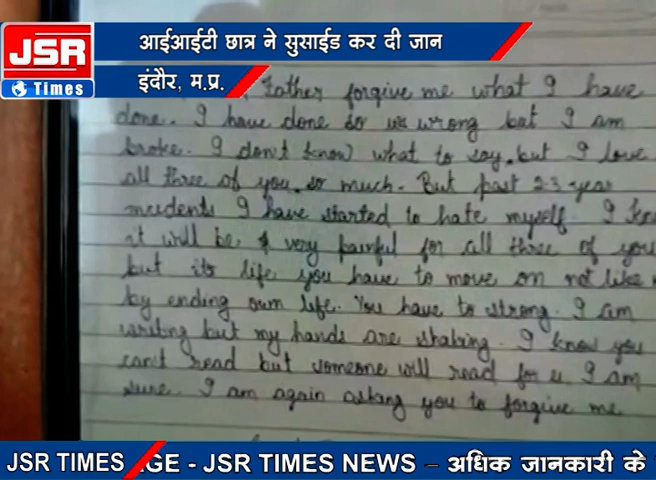 JSR
Times
आईआईटी छात्र ने सुसाईड कर दी जान
इंदौर, म.प्र.
Father forgive me what I have
done. I have done so wrong but I am
broke. I don't know what to say. but I love
all three of you so much. But past 2-3 year
I have started to hate myself. I
it will be very painful for all three of you
but its life you have to move on not like
by ending own life. You have to strong. I am
writing but my hands are shaking. I know you
can't read but someone will read for u. I am
sure. I am again asking you to forgive me
JSR TIMES GE - JSR TIMES NEWS – अधिक जानकारी के